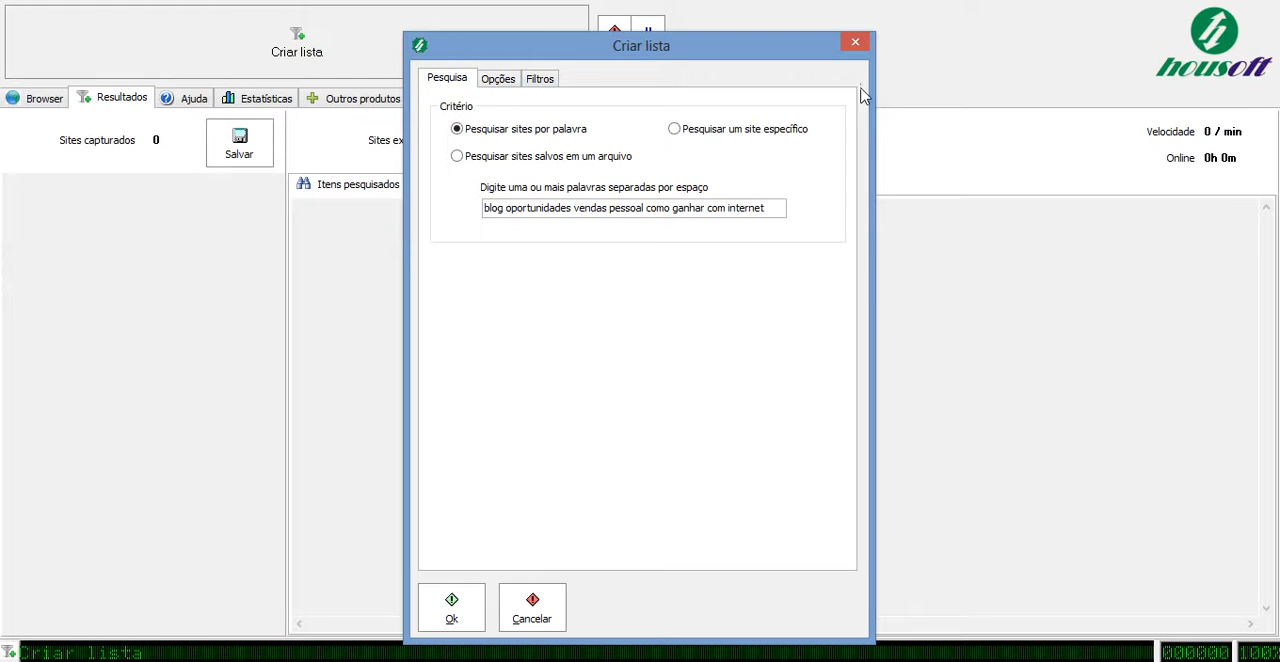 Criar lista
housoft
Browser
Resultados
Ajuda
Estatísticas
Outros produtos
Sites capturados 0
Salvar
Sites ex
Velocidade 0 / min
Online 0h 0m
Itens pesquisados
Criar lista
Pesquisa
Opções
Filtros
Critério
Pesquisar sites por palavra
Pesquisar um site específico
Pesquisar sites salvos em um arquivo
Digite uma ou mais palavras separadas por espaço
blog oportunidades vendas pessoal como ganhar com internet
Ok
Cancelar
Criar lista
000000
100%